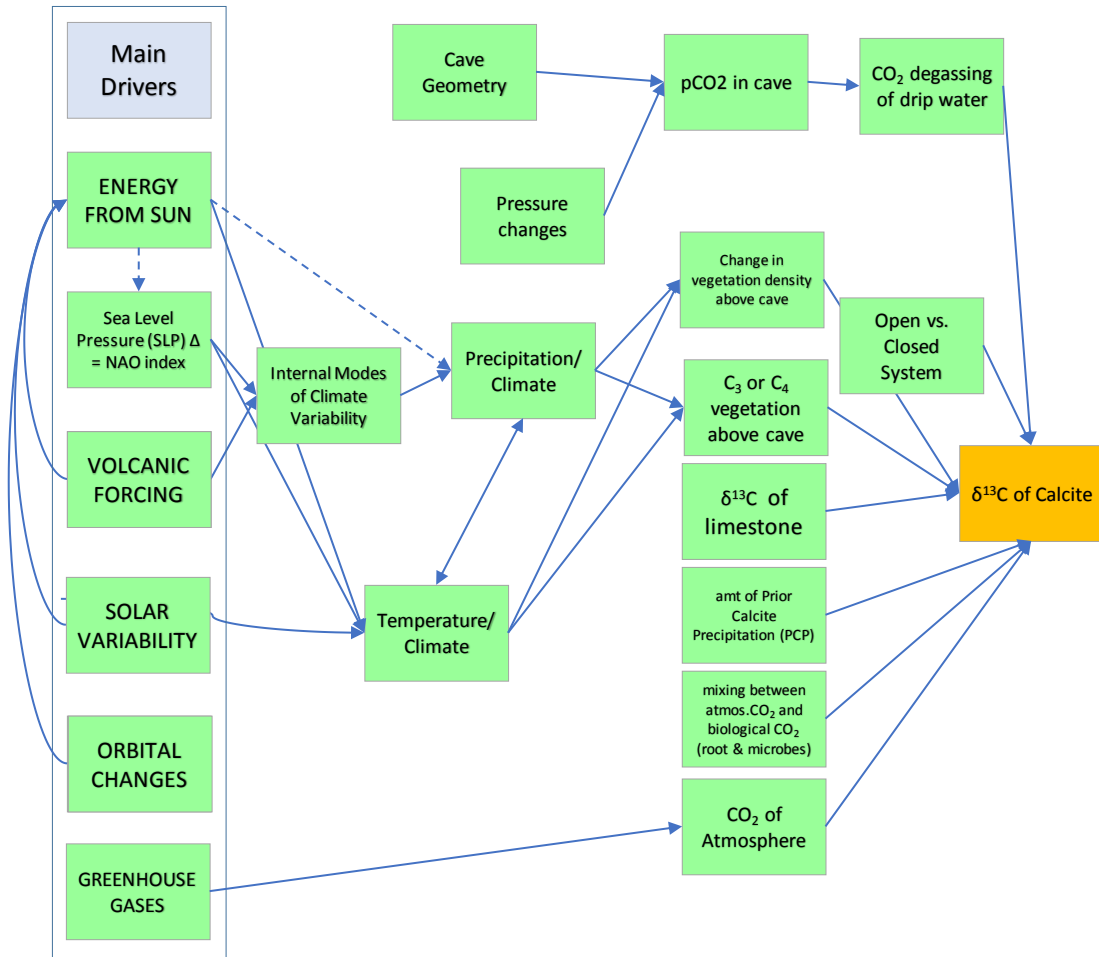 Main
Drivers
ENERGY
FROM SUN
Sea Level
Pressure (SLP) Δ
= NAO index
VOLCANIC
FORCING
SOLAR
VARIABILITY
ORBITAL
CHANGES
GREENHOUSE
GASES
Internal Modes
of Climate
Variability
Cave
Geometry
Pressure
changes
Precipitation/
Climate
Temperature/
Climate
pCO2 in cave
CO₂ degassing
of drip water
Change in
vegetation density
above cave
Open vs.
Closed
System
C₃ or C₄
vegetation
above cave
δ¹³C of
limestone
amt of Prior
Calcite
Precipitation (PCP)
mixing between
atmos.CO₂ and
biological CO₂
(root & microbes)
CO₂ of
Atmosphere
δ¹³C of Calcite